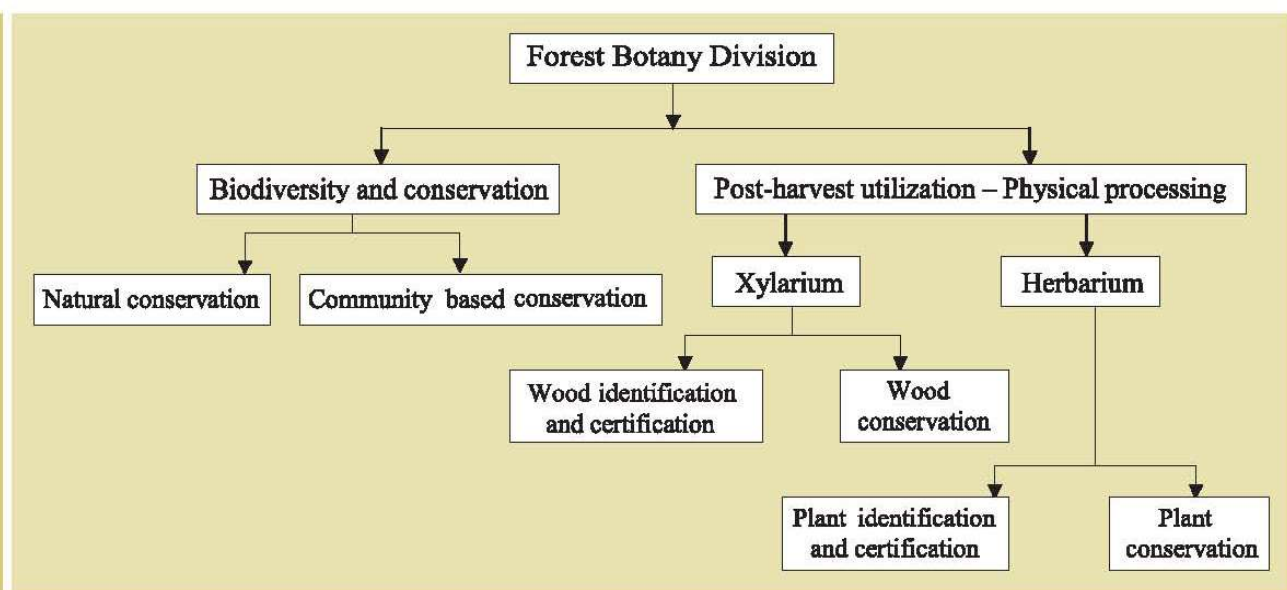 Forest Botany Division
Biodiversity and conservation
Post-harvest utilization – Physical processing
Natural conservation
Community based conservation
Xylarium
Herbarium
Wood identification
and certification
Wood
conservation
Plant identification
and certification
Plant
conservation